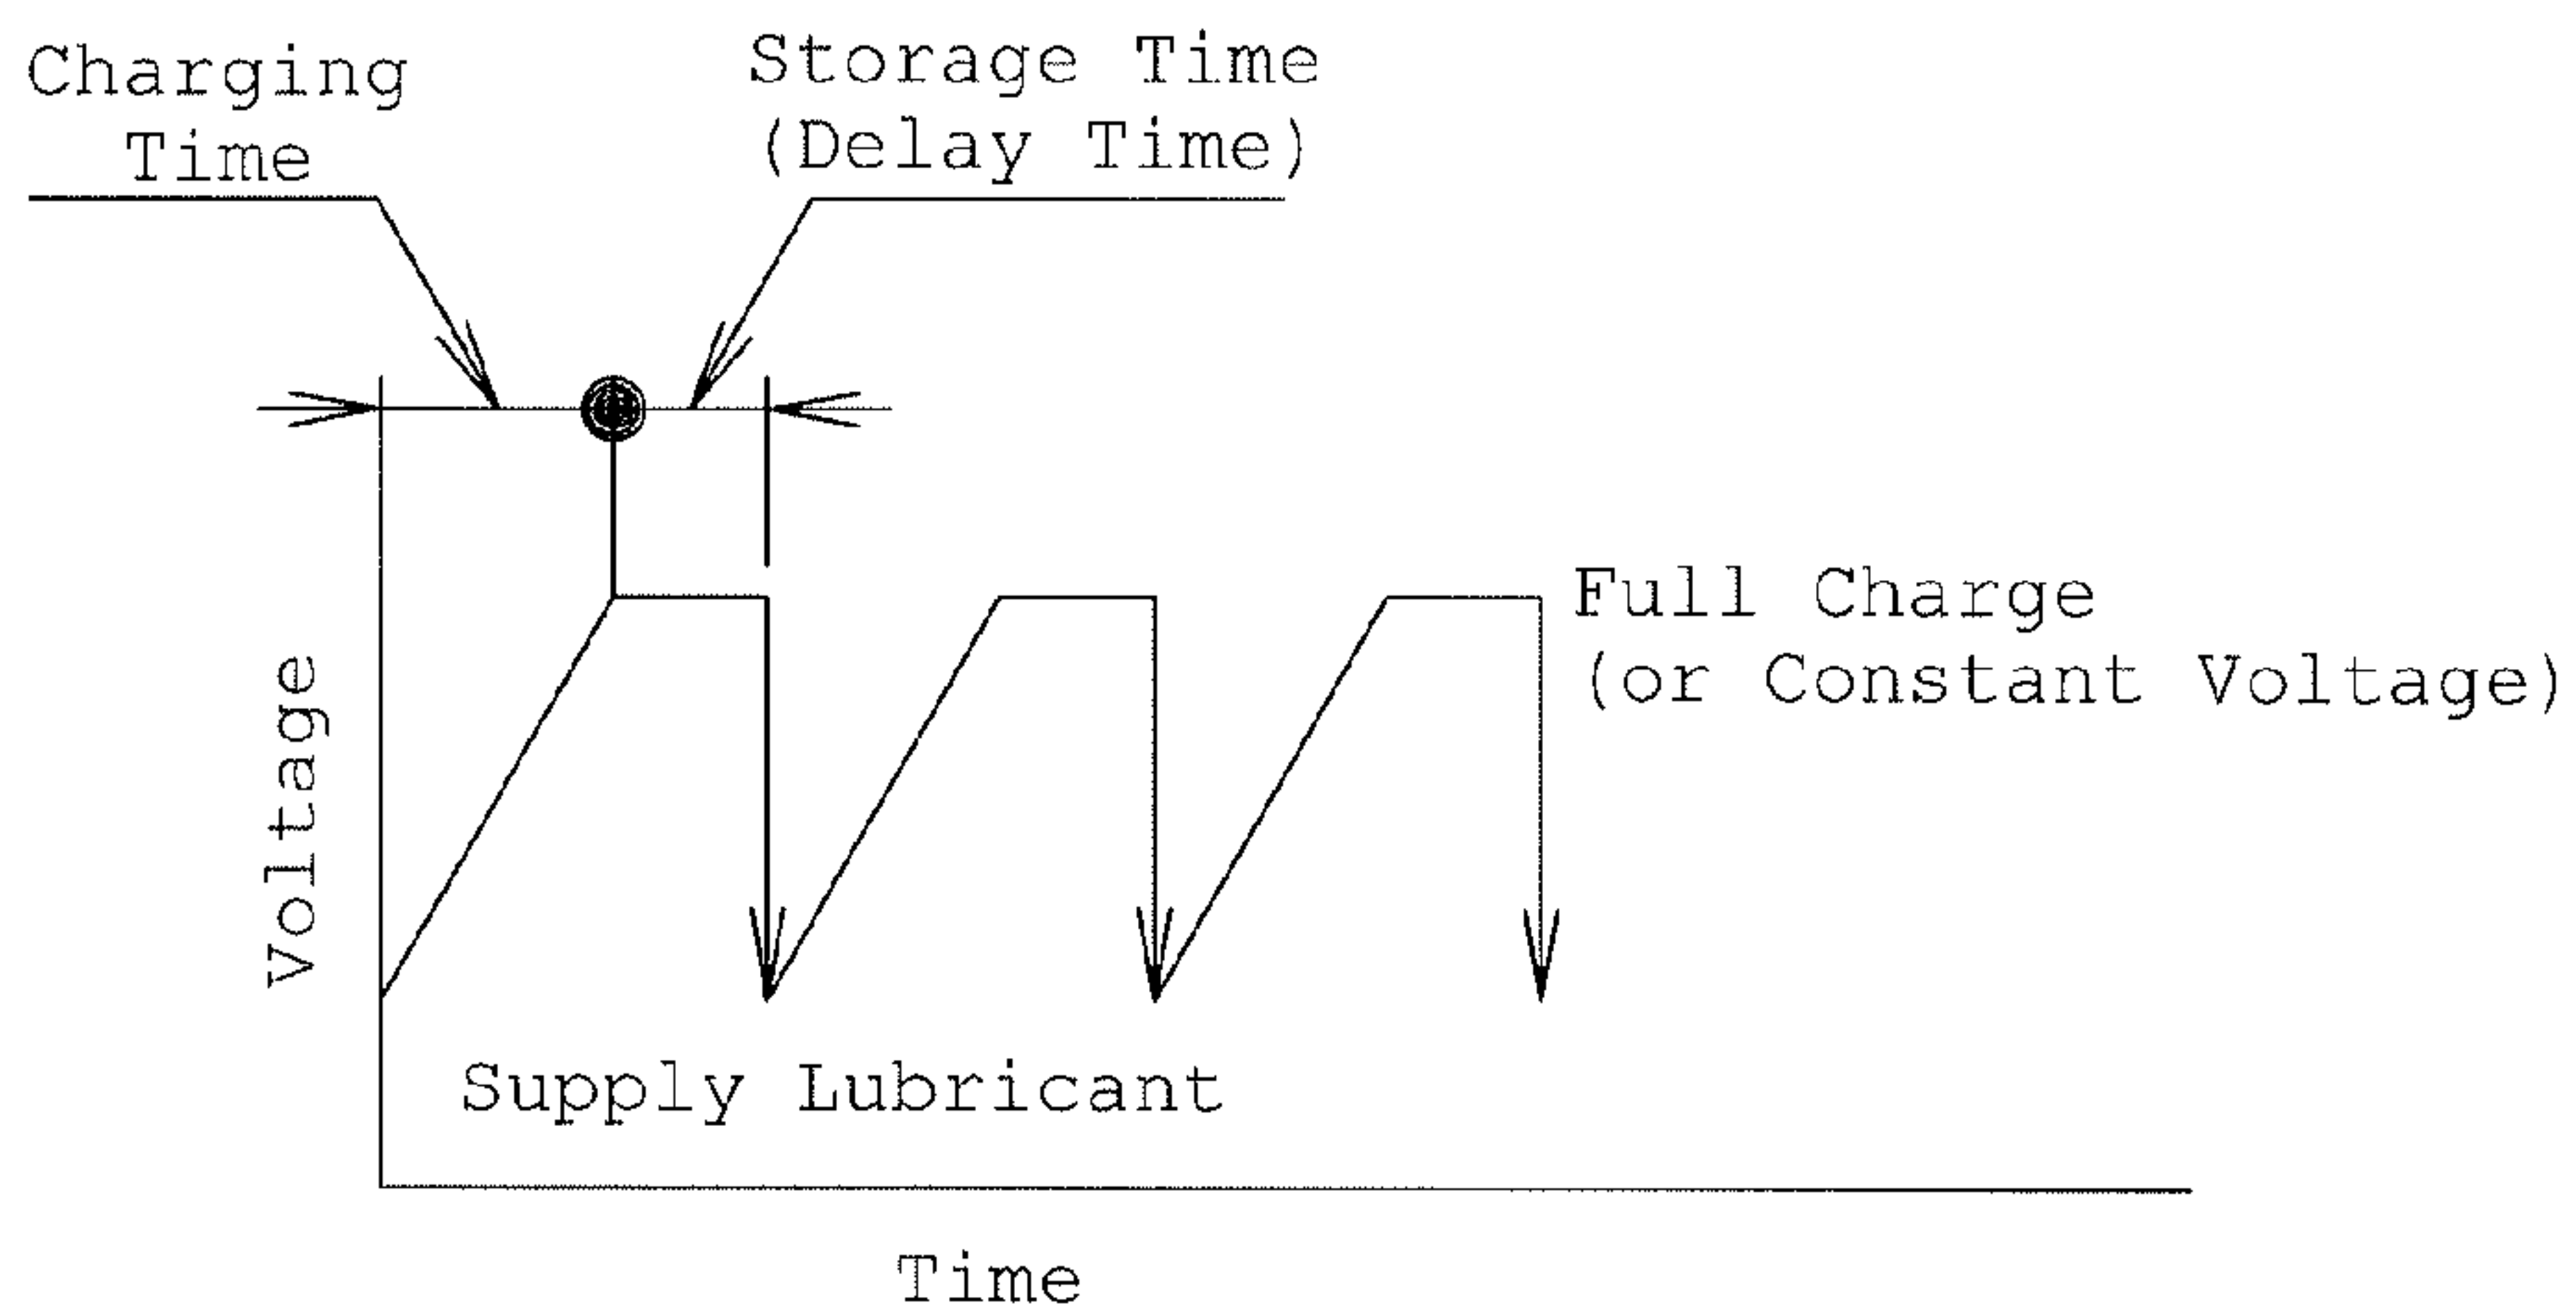 Charging
Time
Storage Time
(Delay Time)
Full Charge
(or Constant Voltage)
Voltage
Supply Lubricant
Time